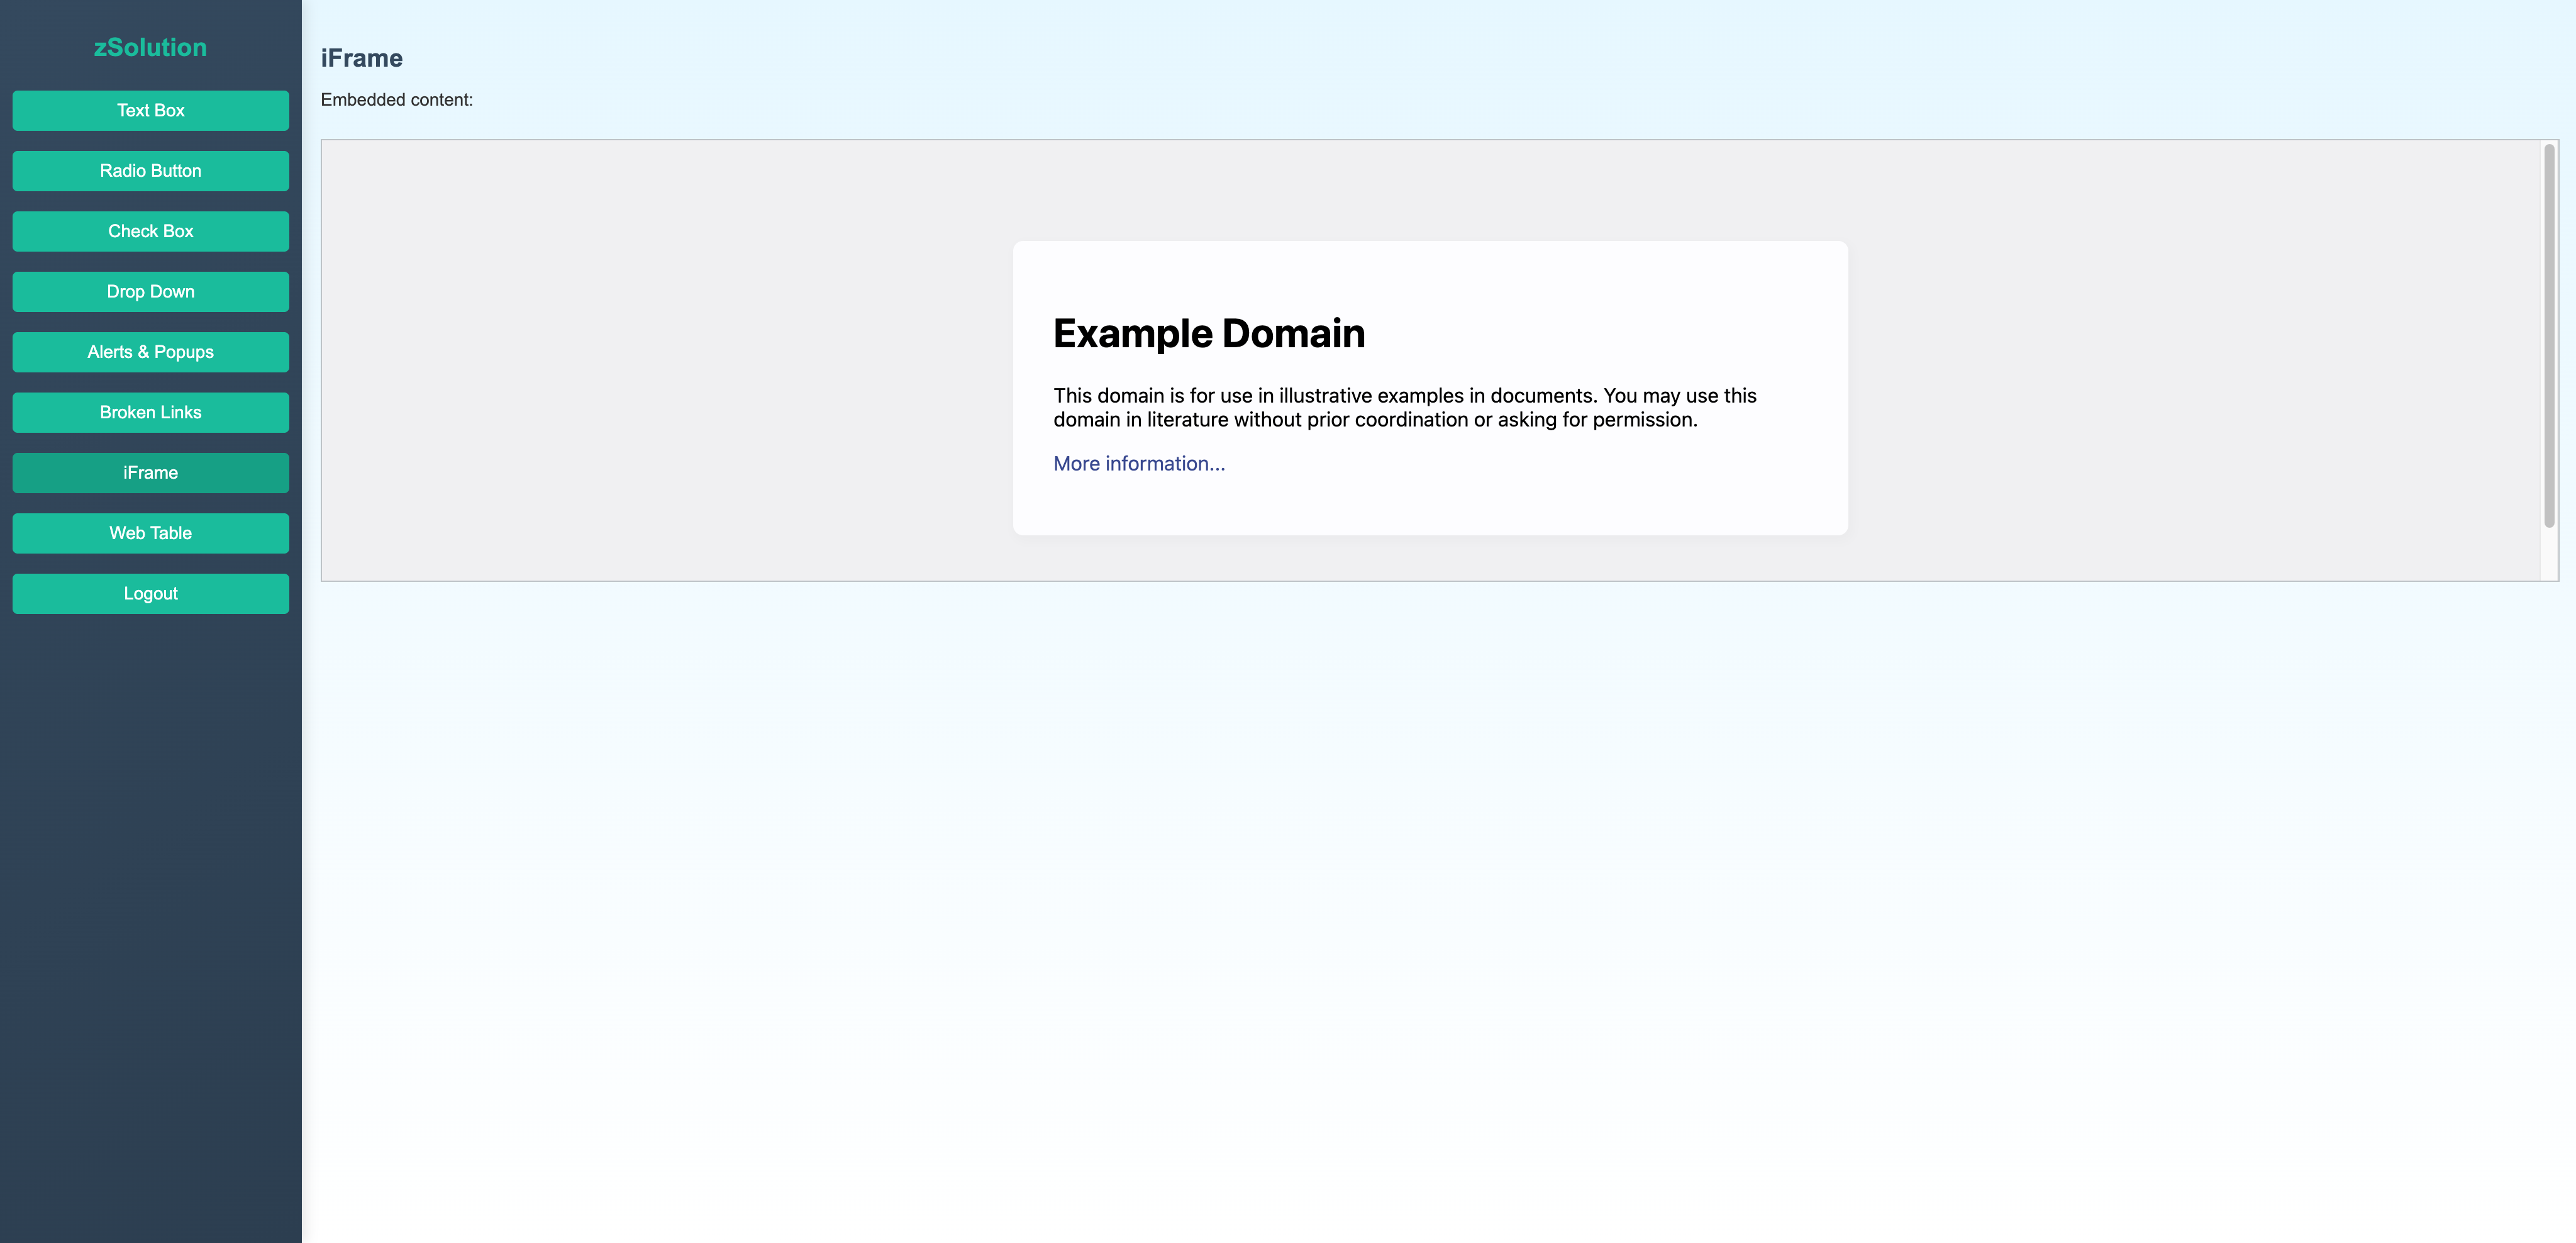 zSolution
Text Box
Radio Button
Check Box
Drop Down
Alerts & Popups
Broken Links
iFrame
Web Table
Logout
iFrame
Embedded content:
Example Domain
This domain is for use in illustrative examples in documents. You may use this
domain in literature without prior coordination or asking for permission.
More information...